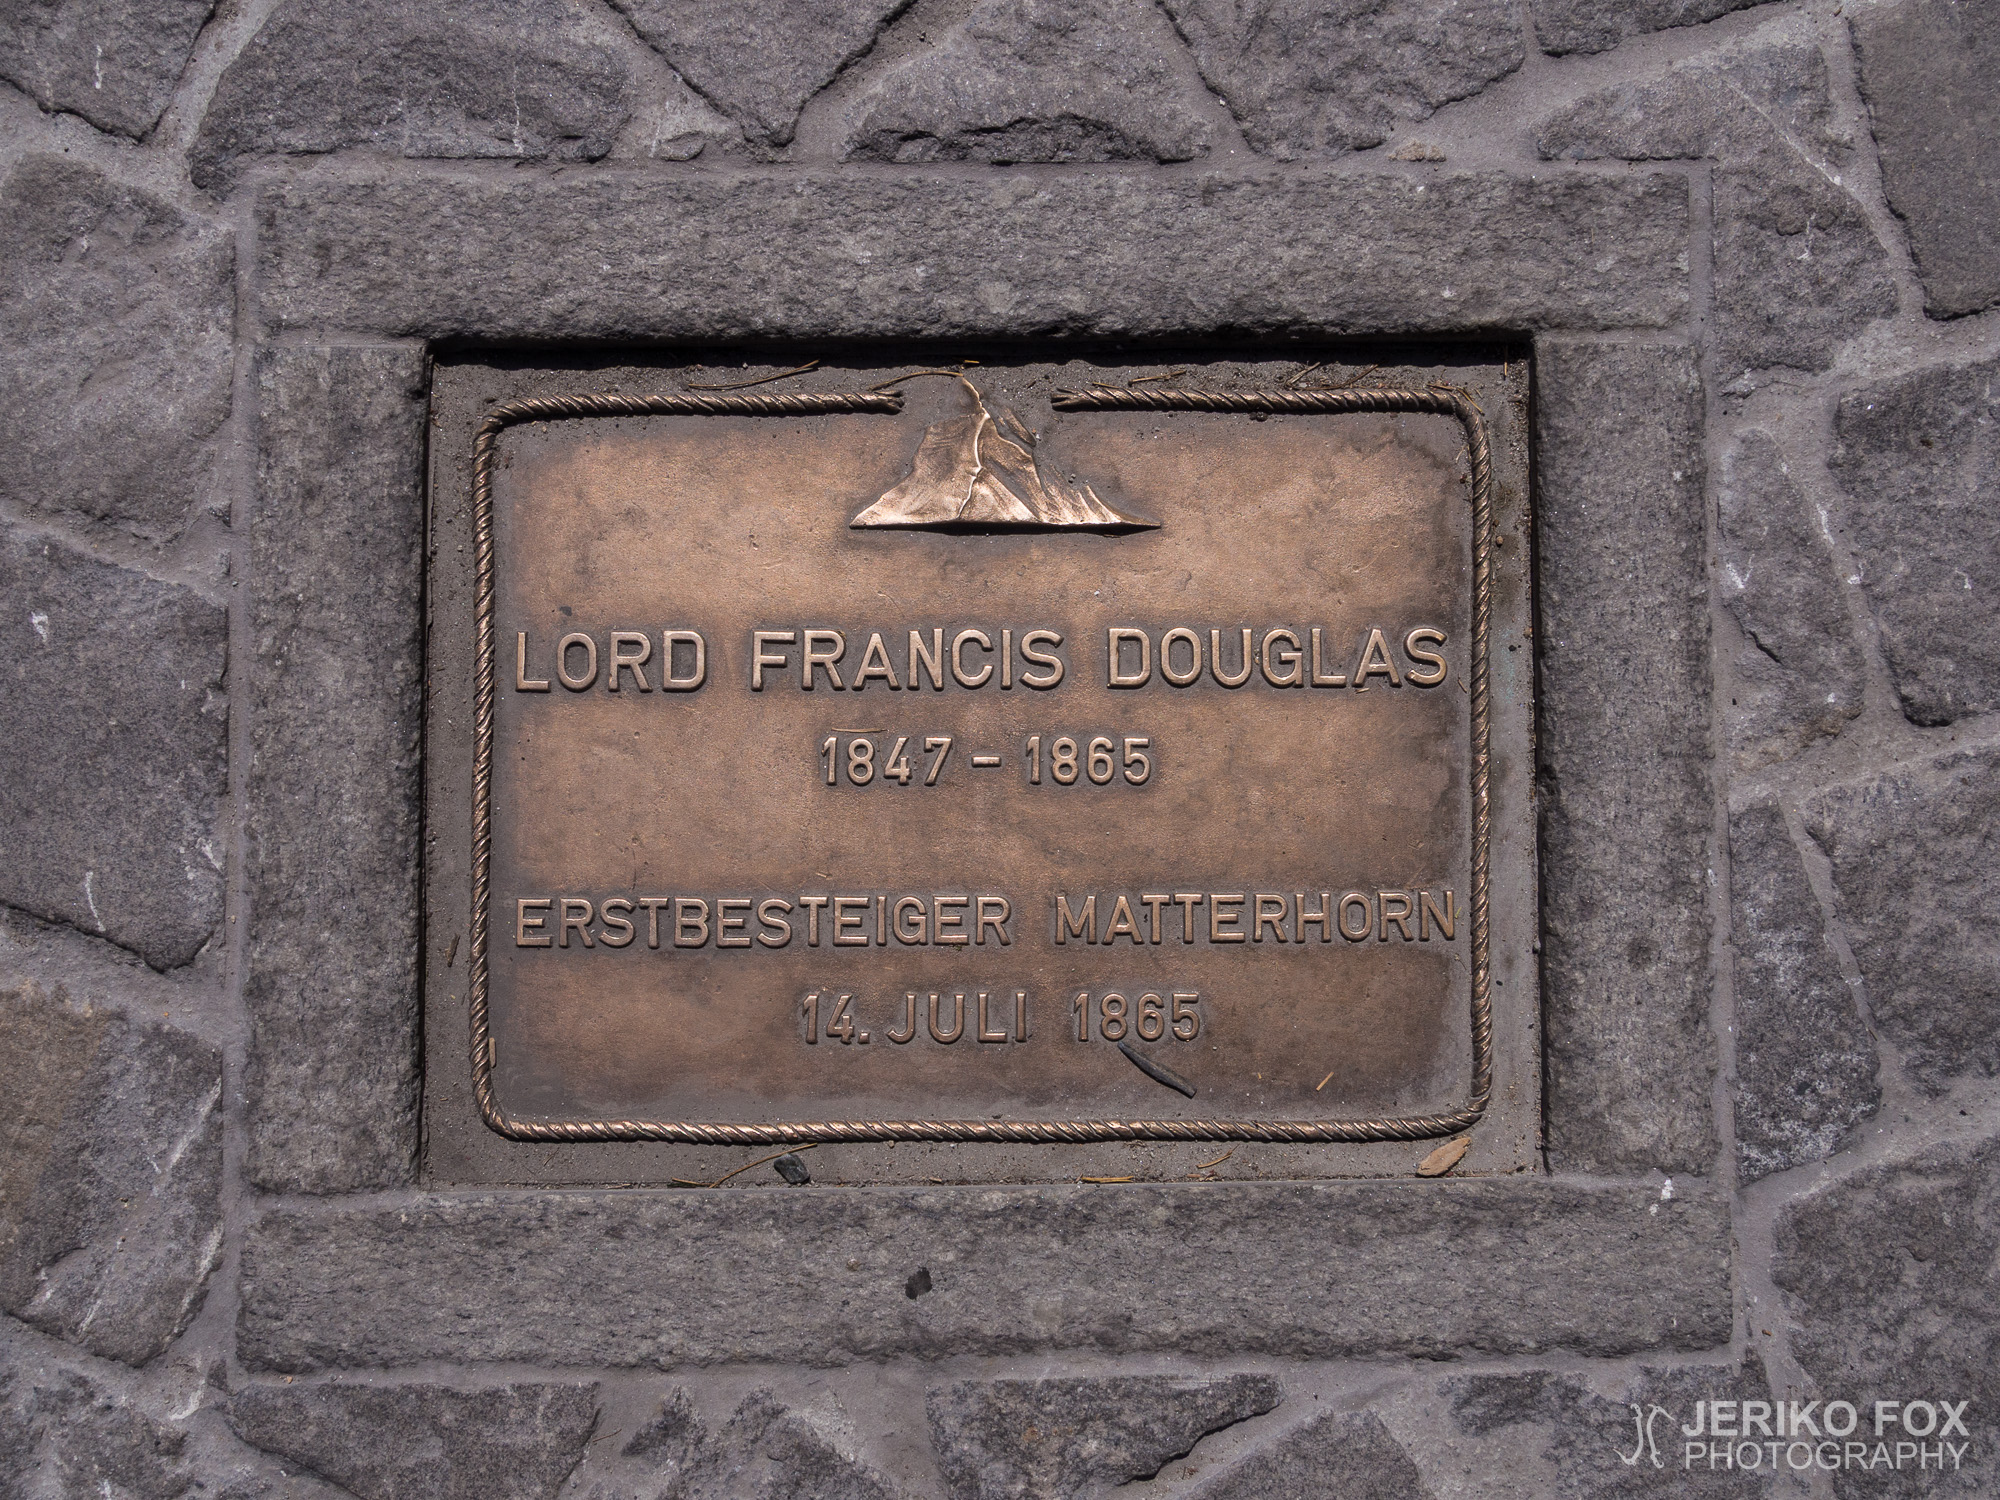 LORD FRANCIS DOUGLAS
1847 - 1865
ERSTBESTEIGER MATTERHORN
14. JULI 1865
JERIKO FOX
PHOTOGRAPHY